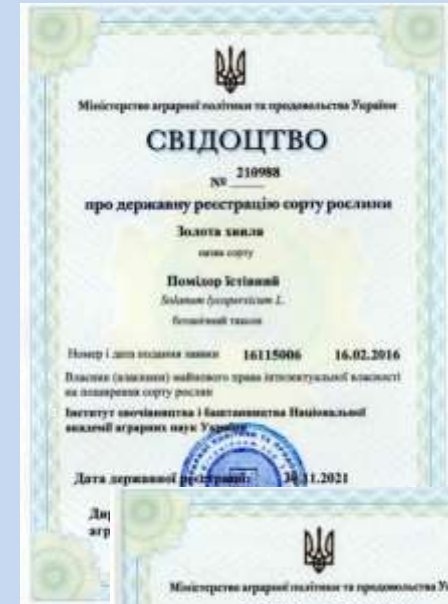 Міністерство аграрної політики та продовольства України
СВІДОЦТВО
№ 210988
про державну реєстрацію сорту рослини
Золота хвиля
назва сорту
Помідор їстівний
Solanum lycopersicum L.
ботанічний таксон
Номер і дата подання заявки 16115006 16.02.2016
Власник (власники) майнового права інтелектуальної власності
на поширення сорту рослин
Інститут овочівництва і баштанництва Національної
академії аграрних наук України
Дата державної реєстрації: 30.11.2021
Міністерство аграрної політики та продовольства У